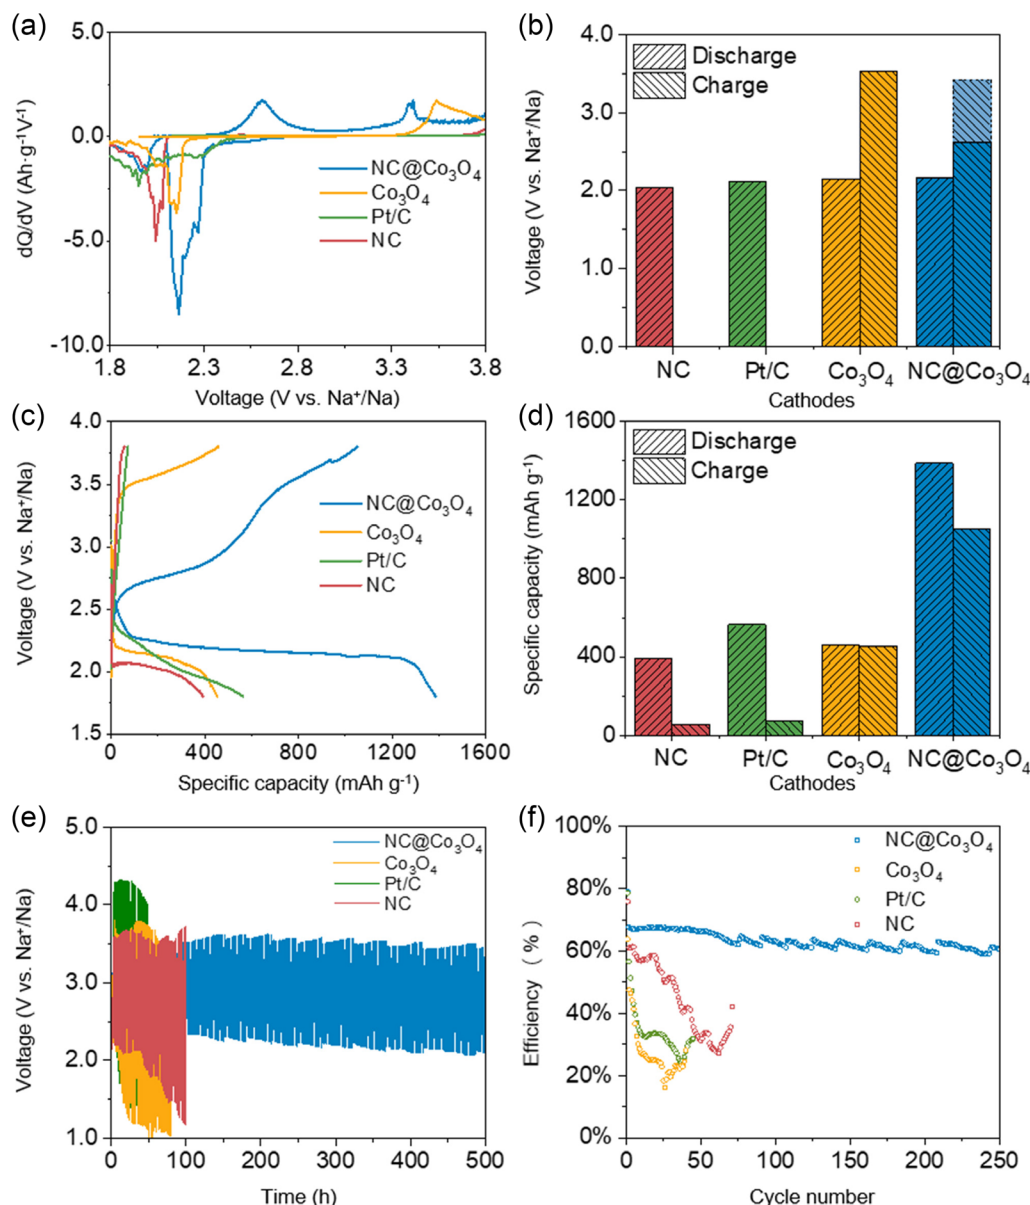 (a)
5.0
0.0
-5.0
-10.0
dQ/dV (Ah·g⁻¹V⁻¹)
NC@Co₃O₄
Co₃O₄
Pt/C
NC
1.8 2.3 2.8 3.3 3.8
Voltage (V vs. Na⁺/Na)
(b)
4.0
3.0
2.0
1.0
0.0
Voltage (V vs. Na⁺/Na)
Discharge
Charge
NC Pt/C Co₃O₄ NC@Co₃O₄
Cathodes
(c)
4.0
3.5
3.0
2.5
2.0
1.5
Voltage (V vs. Na⁺/Na)
NC@Co₃O₄
Co₃O₄
Pt/C
NC
0 400 800 1200 1600
Specific capacity (mAh g⁻¹)
(d)
1600
1200
800
400
0
Specific capacity (mAh g⁻¹)
Discharge
Charge
NC Pt/C Co₃O₄ NC@Co₃O₄
Cathodes
(e)
5.0
4.0
3.0
2.0
1.0
Voltage (V vs. Na⁺/Na)
NC@Co₃O₄
Co₃O₄
Pt/C
NC
0 100 200 300 400 500
Time (h)
(f)
100%
80%
60%
40%
20%
0%
Efficiency （%）
NC@Co₃O₄
Co₃O₄
Pt/C
NC
0 50 100 150 200 250
Cycle number